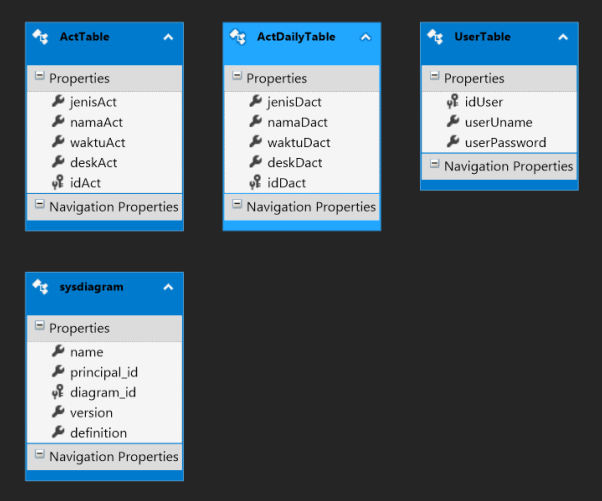 ActTable
Properties
jenisAct
namaAct
waktuAct
deskAct
idAct
Navigation Properties
ActDailyTable
Properties
jenisDact
namaDact
waktuDact
deskDact
idDact
Navigation Properties
UserTable
Properties
idUser
userUname
userPassword
Navigation Properties
sysdiagram
Properties
name
principal_id
diagram_id
version
definition
Navigation Properties